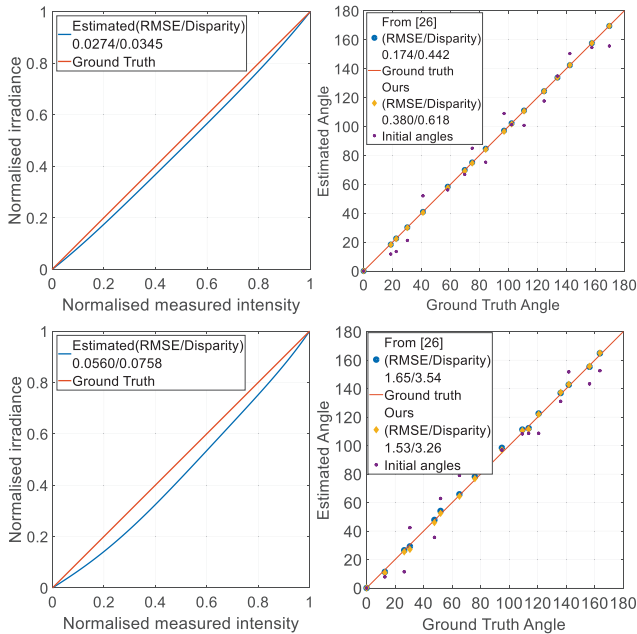 Estimated(RMSE/Disparity)
0.0274/0.0345
Ground Truth
1
0.8
0.6
0.4
0.2
0
0
0.2
0.4
0.6
0.8
1
Normalised irradiance
Normalised measured intensity
From [26]
(RMSE/Disparity)
0.174/0.442
Ground truth
Ours
(RMSE/Disparity)
0.380/0.618
Initial angles
180
160
140
120
100
80
60
40
20
0
0
20
40
60
80
100
120
140
160
180
Estimated Angle
Ground Truth Angle
Estimated(RMSE/Disparity)
0.0560/0.0758
Ground Truth
1
0.8
0.6
0.4
0.2
0
0
0.2
0.4
0.6
0.8
1
Normalised irradiance
Normalised measured intensity
From [26]
(RMSE/Disparity)
1.65/3.54
Ground truth
Ours
(RMSE/Disparity)
1.53/3.26
Initial angles
180
160
140
120
100
80
60
40
20
0
0
20
40
60
80
100
120
140
160
180
Estimated Angle
Ground Truth Angle